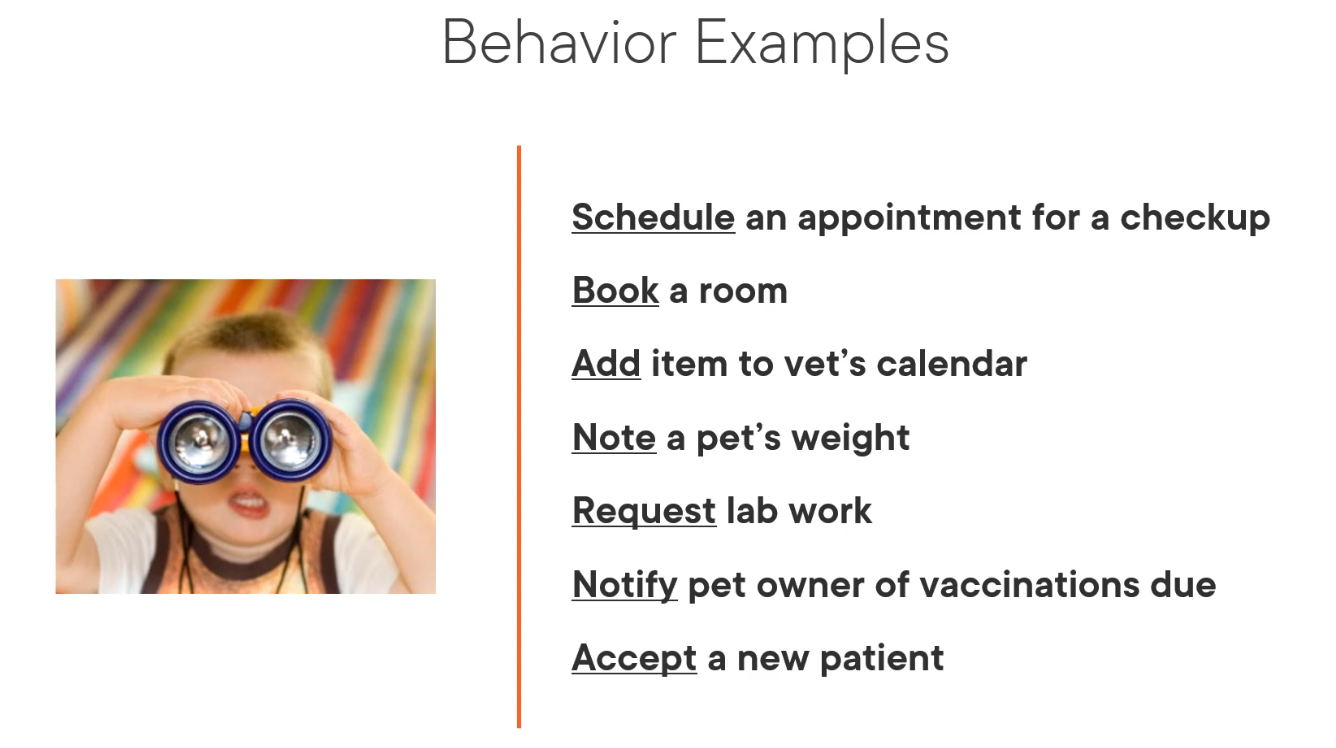 Behavior Examples
Schedule an appointment for a checkup
Book a room
Add item to vet’s calendar
Note a pet’s weight
Request lab work
Notify pet owner of vaccinations due
Accept a new patient